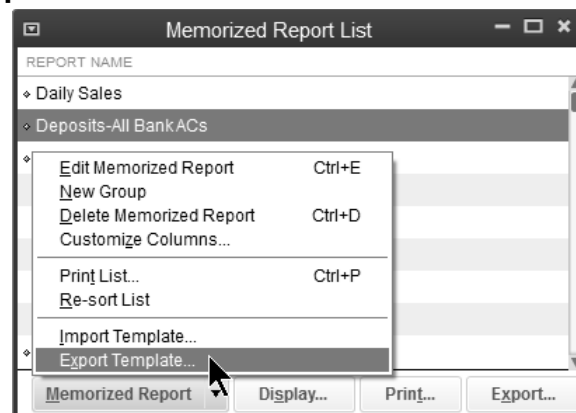 Memorized Report List
REPORT NAME
Daily Sales
Deposits-All Bank ACs
Edit Memorized Report Ctrl+E
New Group
Delete Memorized Report Ctrl+D
Customize Columns...
Print List... Ctrl+P
Re-sort List
Import Template...
Export Template...
Memorized Report Display... Print... Export...